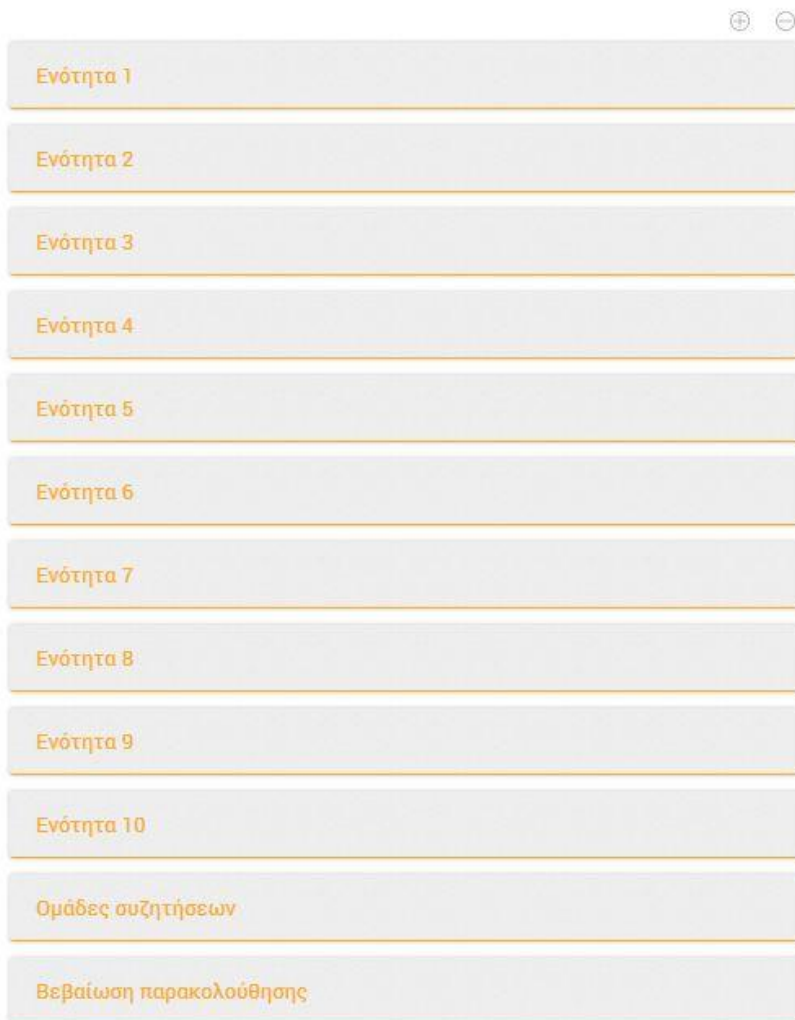 Ενότητα 1
Ενότητα 2
Ενότητα 3
Ενότητα 4
Ενότητα 5
Ενότητα 6
Ενότητα 7
Ενότητα 8
Ενότητα 9
Ενότητα 10
Ομάδες συζητήσεων
Βεβαίωση παρακολούθησης